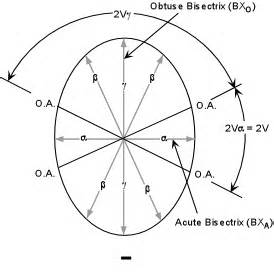 Obtuse Bisectrix (BXO)
2Vγ
β β
O.A. O.A.
2Vα = 2V
α γ α
O.A. O.A.
β β
Acute Bisectrix (BXA)
–